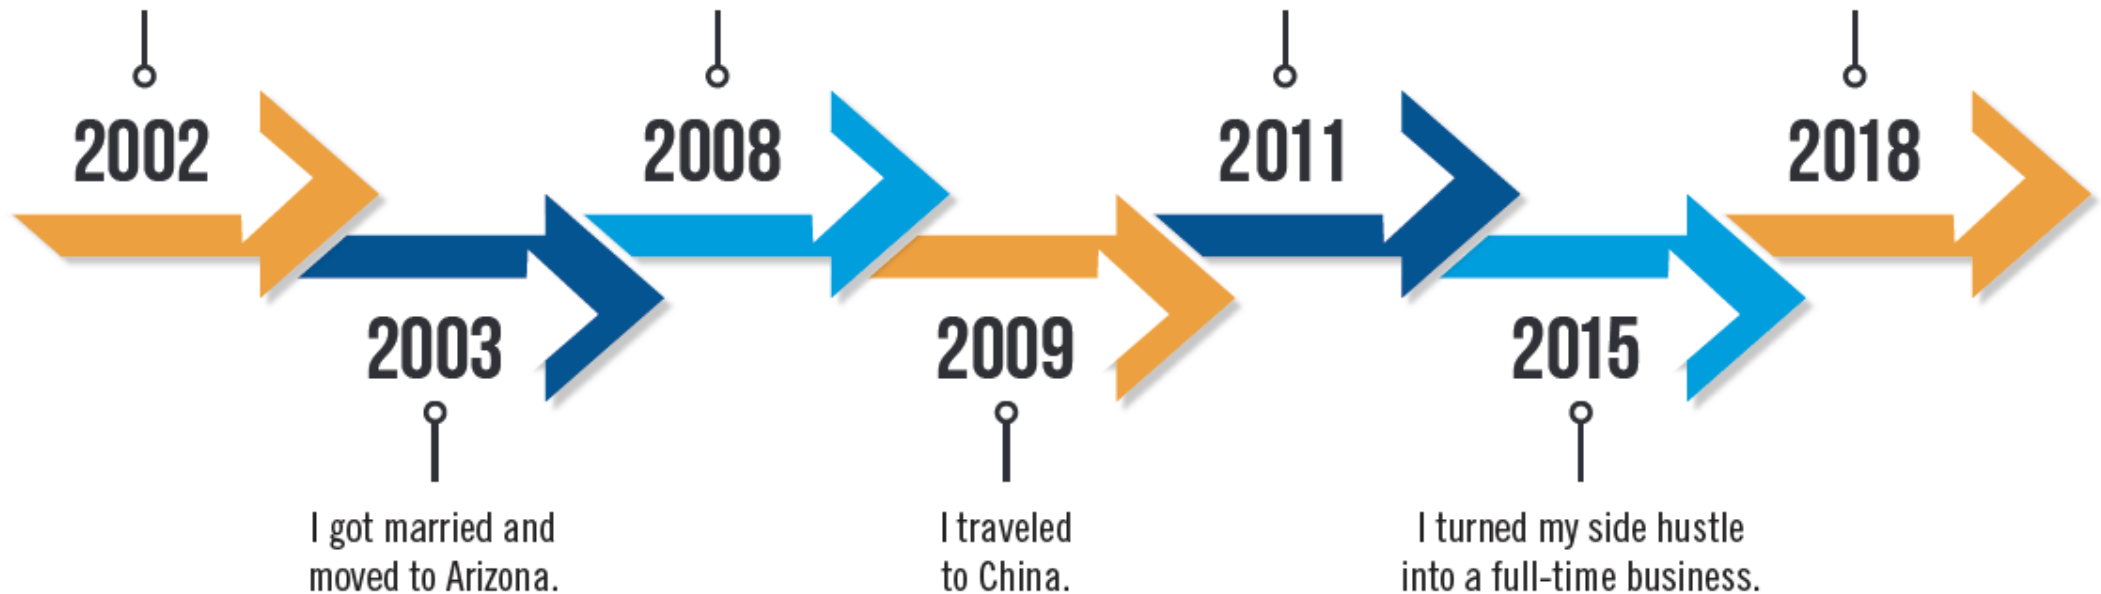 2002
2003
I got married and
moved to Arizona.
2008
2009
I traveled
to China.
2011
2015
I turned my side hustle
into a full-time business.
2018